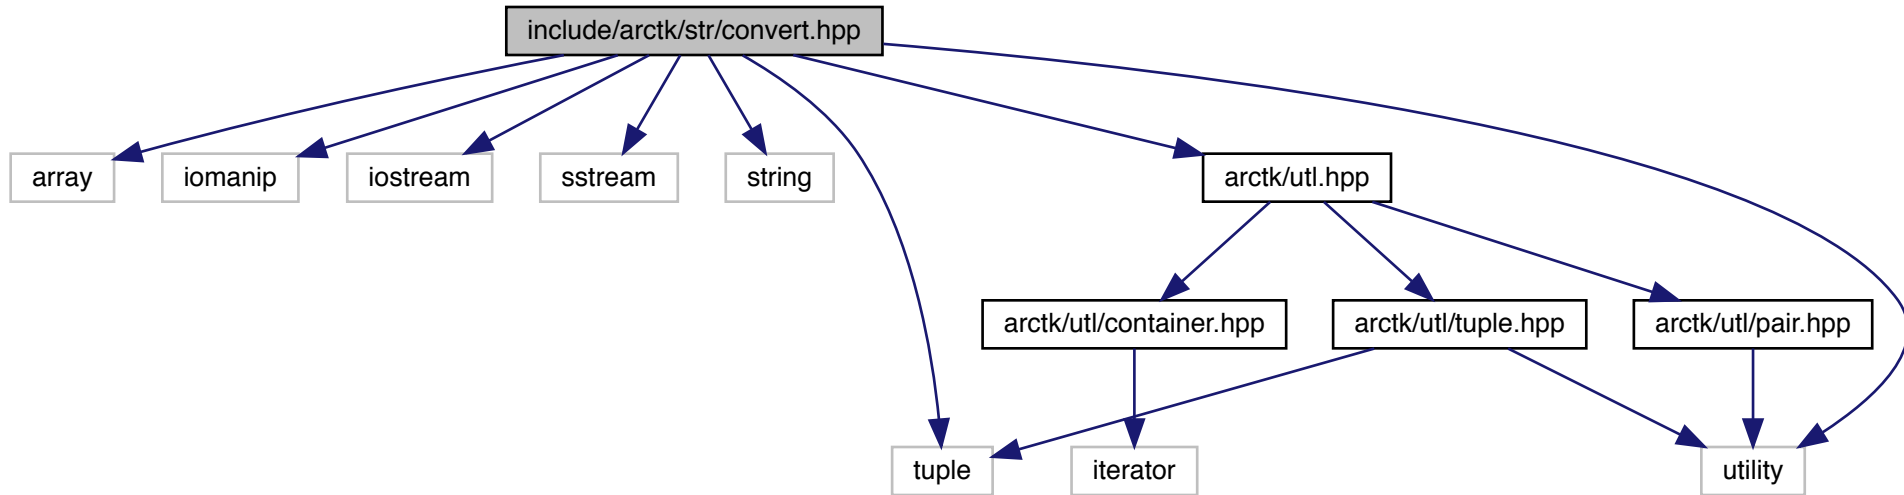 include/arctk/str/convert.hpp
array
iomanip
iostream
sstream
string
arctk/utl.hpp
arctk/utl/container.hpp
arctk/utl/tuple.hpp
arctk/utl/pair.hpp
tuple
iterator
utility